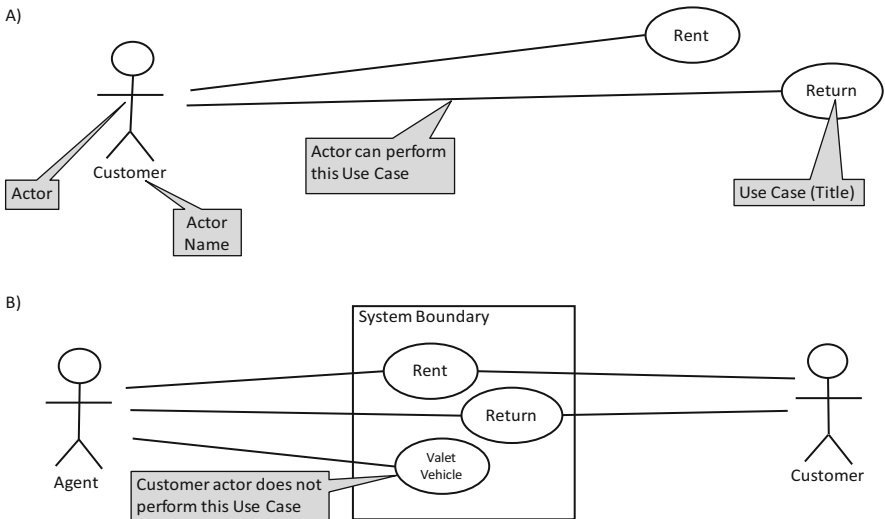 A)
Rent
Return
Actor can perform
this Use Case
Customer
Actor
Use Case (Title)
Actor
Name
B)
System Boundary
Rent
Return
Valet
Vehicle
Agent
Customer
Customer actor does not
perform this Use Case